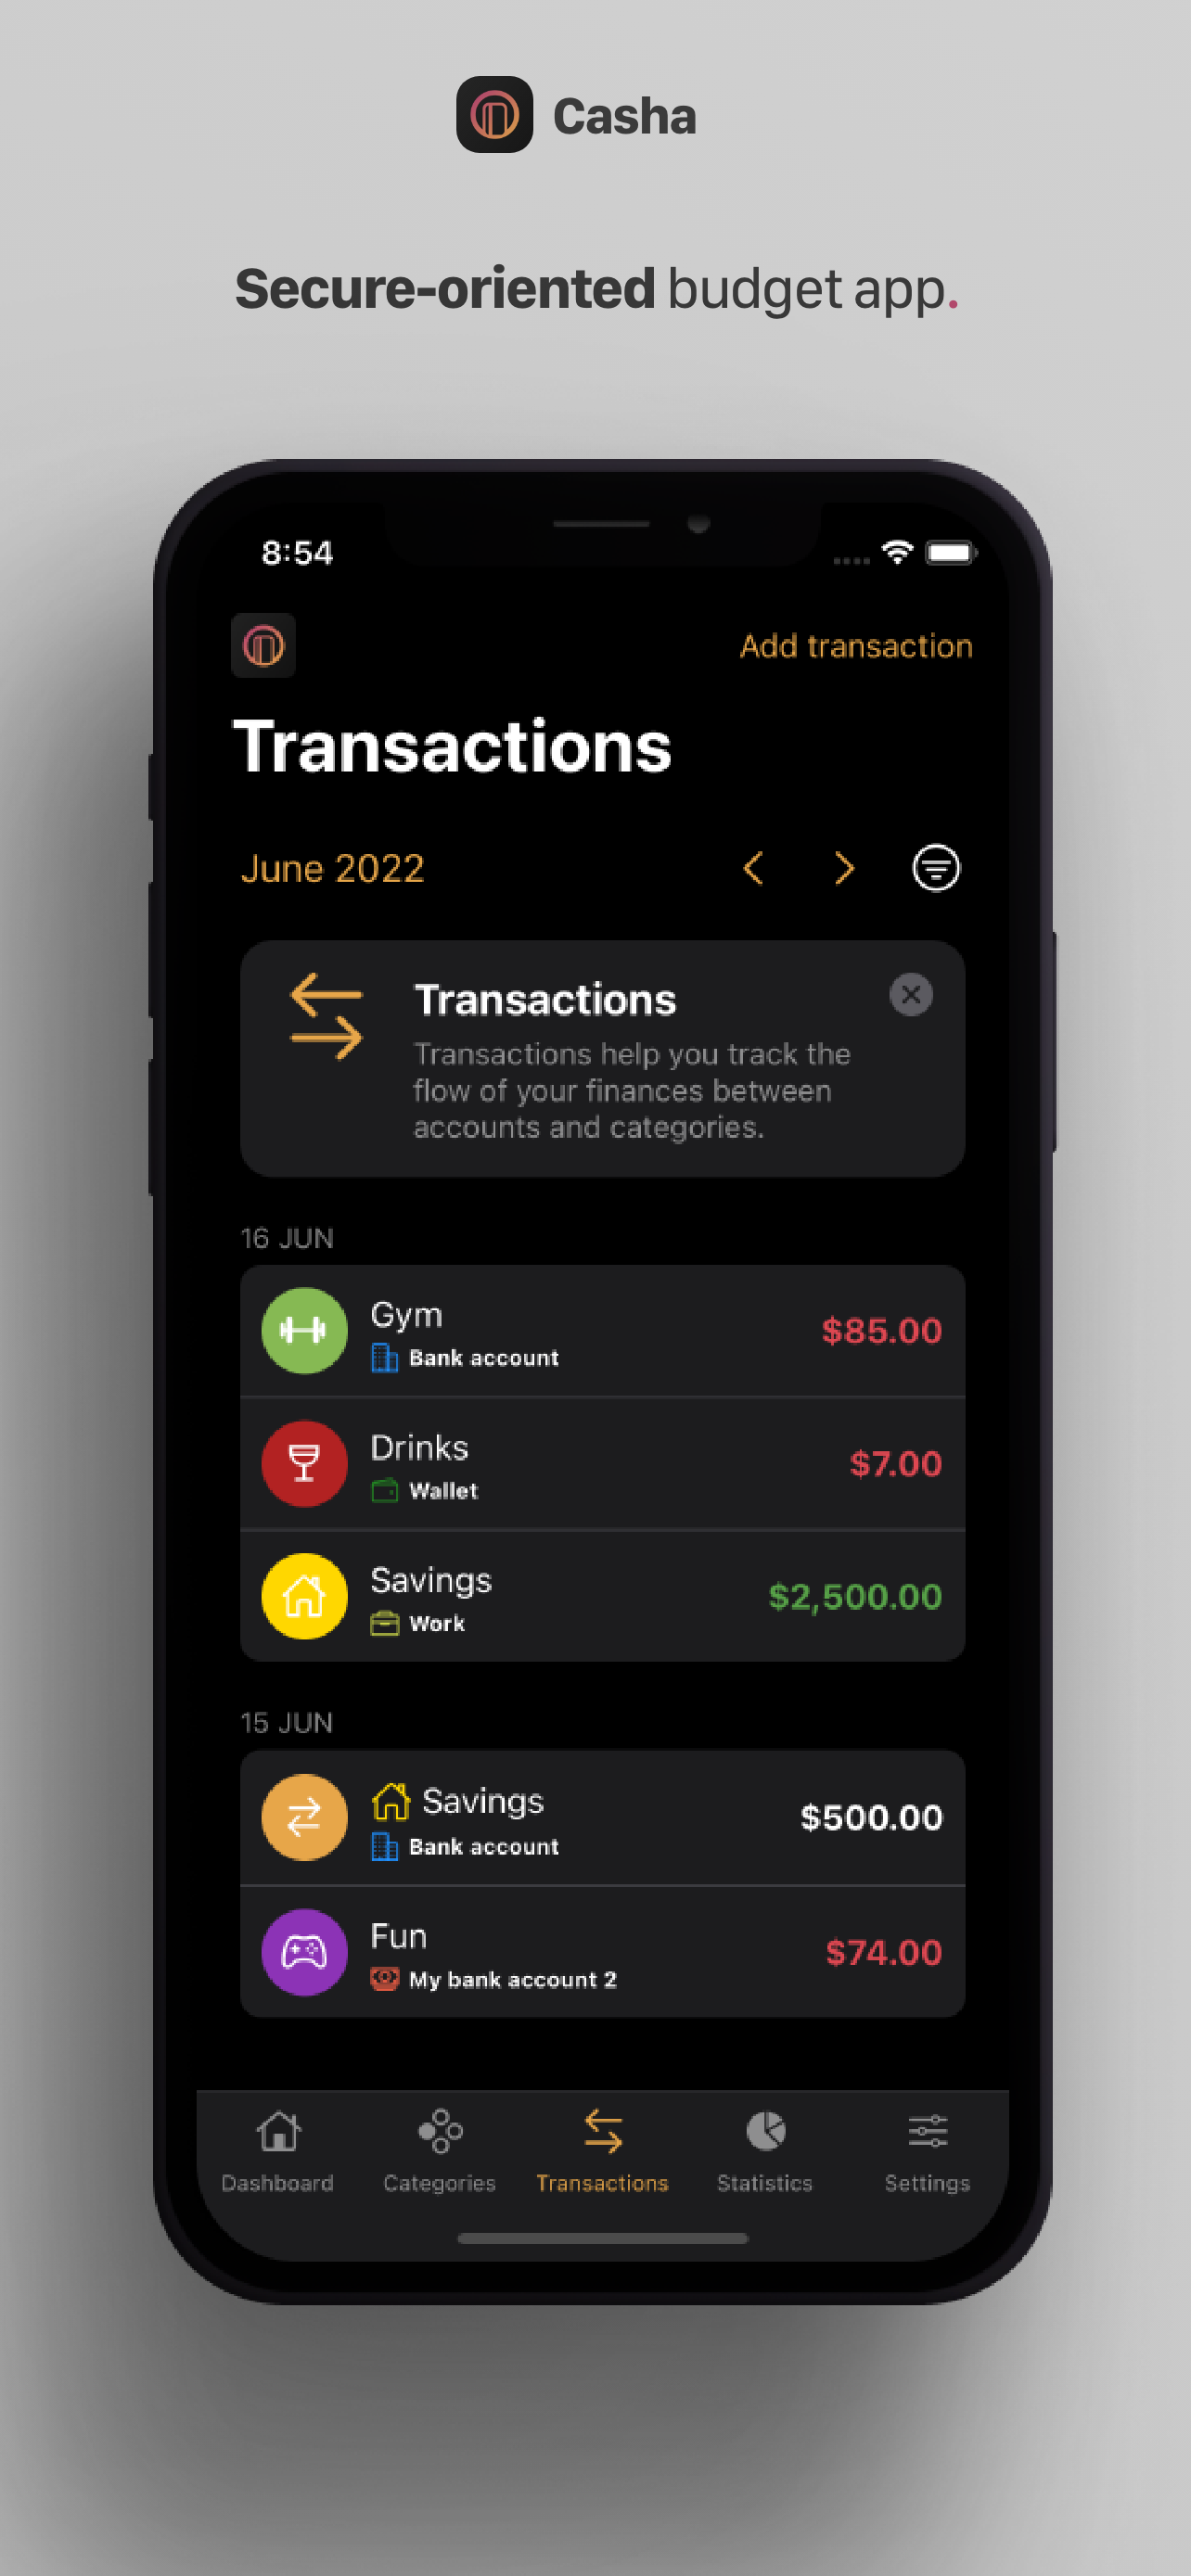 Casha
Secure-oriented budget app.
8:54
Add transaction
Transactions
June 2022
Transactions
Transactions help you track the
flow of your finances between
accounts and categories.
16 JUN
Gym
$85.00
Bank account
Drinks
$7.00
Wallet
Savings
$2,500.00
Work
15 JUN
Savings
$500.00
Bank account
Fun
$74.00
My bank account 2
Dashboard Categories Transactions Statistics Settings